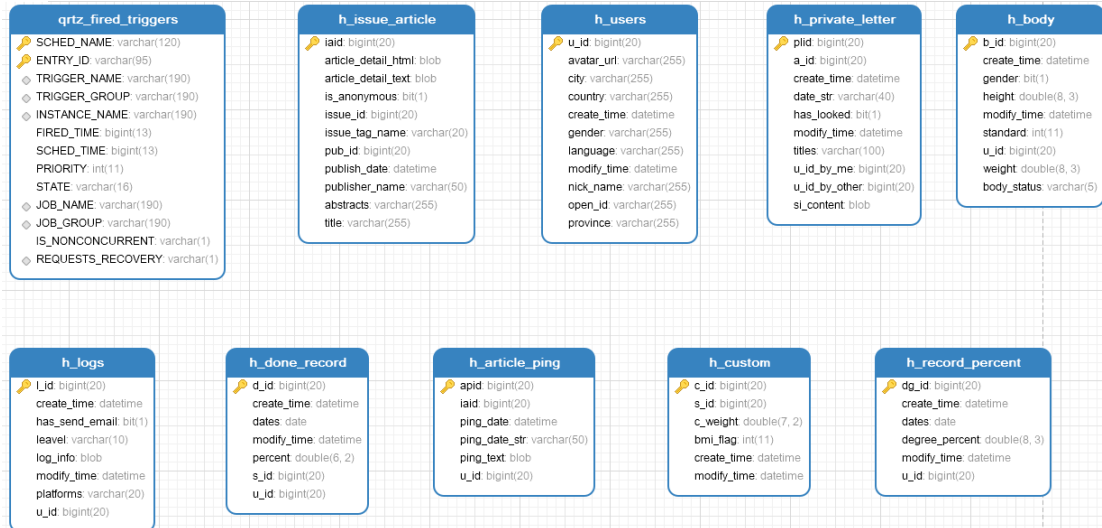 qrtz_fired_triggers
SCHED_NAME: varchar(120)
ENTRY_ID: varchar(95)
TRIGGER_NAME: varchar(190)
TRIGGER_GROUP: varchar(190)
INSTANCE_NAME: varchar(190)
FIRED_TIME: bigint(13)
SCHED_TIME: bigint(13)
PRIORITY: int(11)
STATE: varchar(16)
JOB_NAME: varchar(190)
JOB_GROUP: varchar(190)
IS_NONCONCURRENT: varchar(1)
REQUESTS_RECOVERY: varchar(1)
h_issue_article
iaid: bigint(20)
article_detail_html: blob
article_detail_text: blob
is_anonymous: bit(1)
issue_id: bigint(20)
issue_tag_name: varchar(20)
pub_id: bigint(20)
publish_date: datetime
publisher_name: varchar(50)
abstracts: varchar(255)
title: varchar(255)
h_users
u_id: bigint(20)
avatar_url: varchar(255)
city: varchar(255)
country: varchar(255)
create_time: datetime
gender: varchar(255)
language: varchar(255)
modify_time: datetime
nick_name: varchar(255)
open_id: varchar(255)
province: varchar(255)
h_private_letter
plid: bigint(20)
a_id: bigint(20)
create_time: datetime
date_str: varchar(40)
has_looked: bit(1)
modify_time: datetime
titles: varchar(100)
u_id_by_me: bigint(20)
u_id_by_other: bigint(20)
si_content: blob
h_body
b_id: bigint(20)
create_time: datetime
gender: bit(1)
height: double(8, 3)
modify_time: datetime
standard: int(11)
u_id: bigint(20)
weight: double(8, 3)
body_status: varchar(5)
h_logs
l_id: bigint(20)
create_time: datetime
has_send_email: bit(1)
leavel: varchar(10)
log_info: blob
modify_time: datetime
platforms: varchar(20)
u_id: bigint(20)
h_done_record
d_id: bigint(20)
create_time: datetime
dates: date
modify_time: datetime
percent: double(6, 2)
s_id: bigint(20)
u_id: bigint(20)
h_article_ping
apid: bigint(20)
iaid: bigint(20)
ping_date: datetime
ping_date_str: varchar(50)
ping_text: blob
u_id: bigint(20)
h_custom
c_id: bigint(20)
s_id: bigint(20)
c_weight: double(7, 2)
bmi_flag: int(11)
create_time: datetime
modify_time: datetime
h_record_percent
dg_id: bigint(20)
create_time: datetime
dates: date
degree_percent: double(8, 3)
modify_time: datetime
u_id: bigint(20)